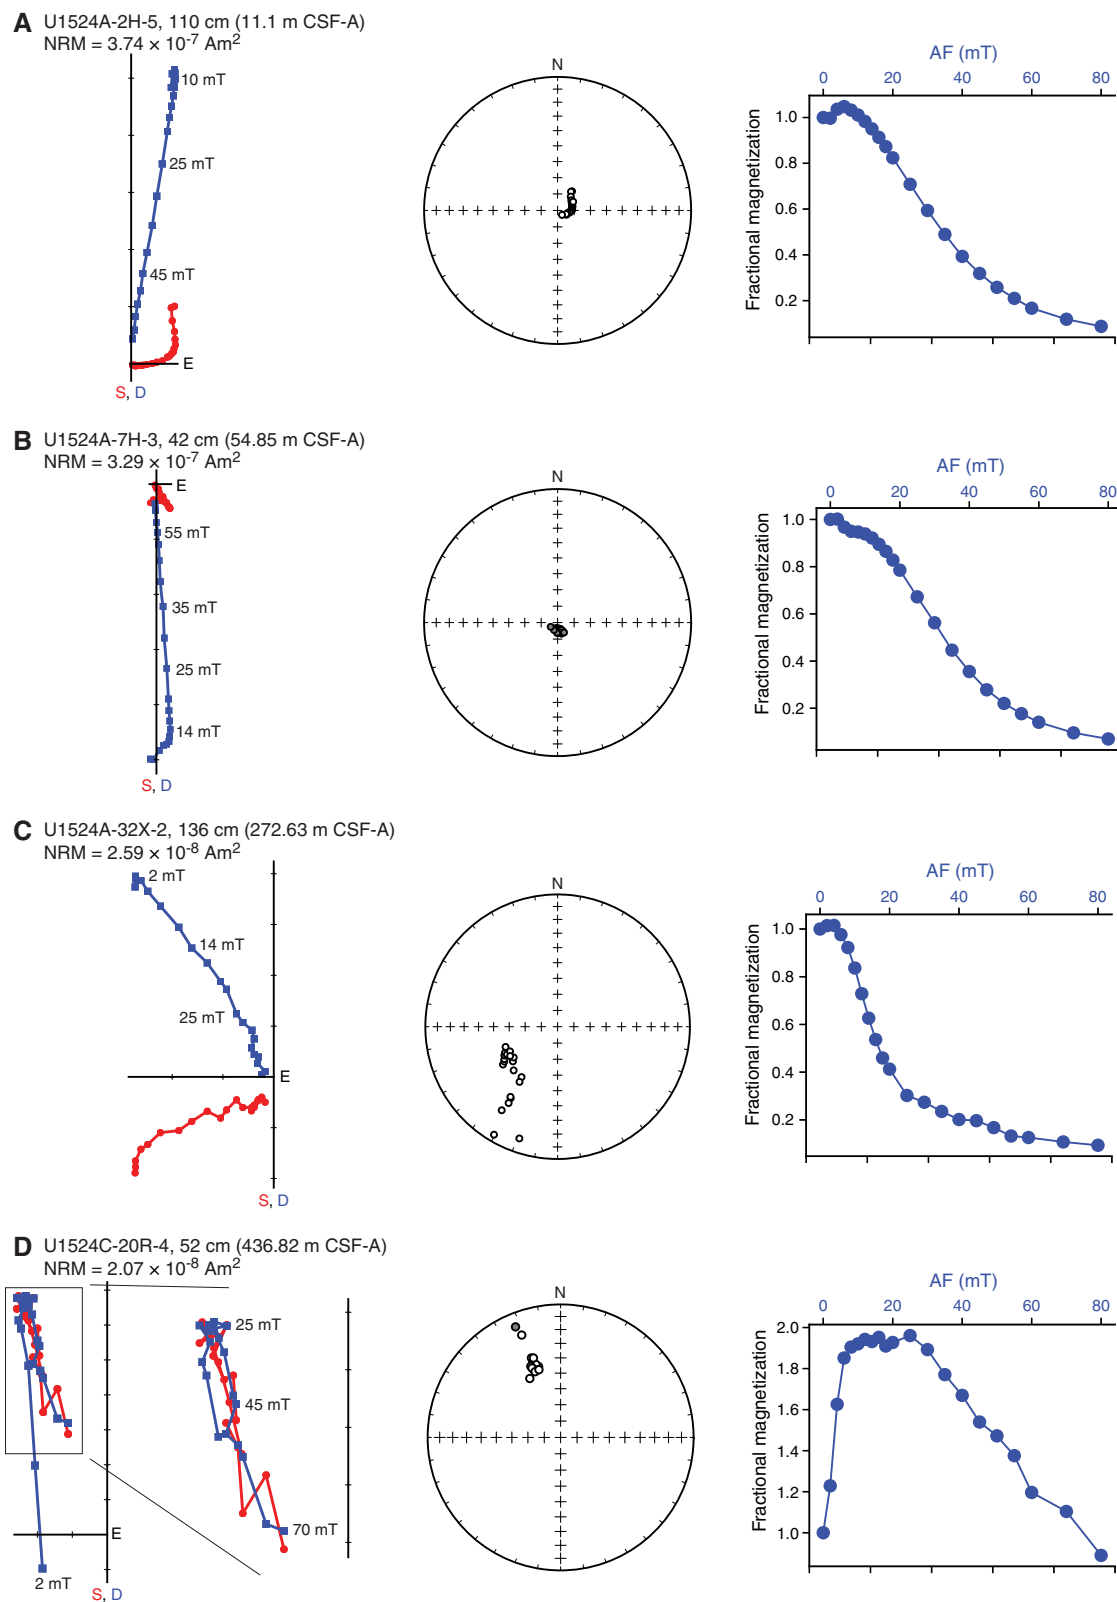 A U1524A-2H-5, 110 cm (11.1 m CSF-A)
NRM = 3.74 × 10⁻⁷ Am²
10 mT
25 mT
45 mT
E
S, D
N
AF (mT)
0 20 40 60 80
Fractional magnetization
1.0
0.8
0.6
0.4
0.2
B U1524A-7H-3, 42 cm (54.85 m CSF-A)
NRM = 3.29 × 10⁻⁷ Am²
E
55 mT
35 mT
25 mT
14 mT
S, D
N
AF (mT)
0 20 40 60 80
Fractional magnetization
1.0
0.8
0.6
0.4
0.2
C U1524A-32X-2, 136 cm (272.63 m CSF-A)
NRM = 2.59 × 10⁻⁸ Am²
2 mT
14 mT
25 mT
E
S, D
N
AF (mT)
0 20 40 60 80
Fractional magnetization
1.0
0.8
0.6
0.4
0.2
D U1524C-20R-4, 52 cm (436.82 m CSF-A)
NRM = 2.07 × 10⁻⁸ Am²
25 mT
45 mT
70 mT
E
2 mT
S, D
N
AF (mT)
0 20 40 60 80
Fractional magnetization
2.0
1.8
1.6
1.4
1.2
1.0